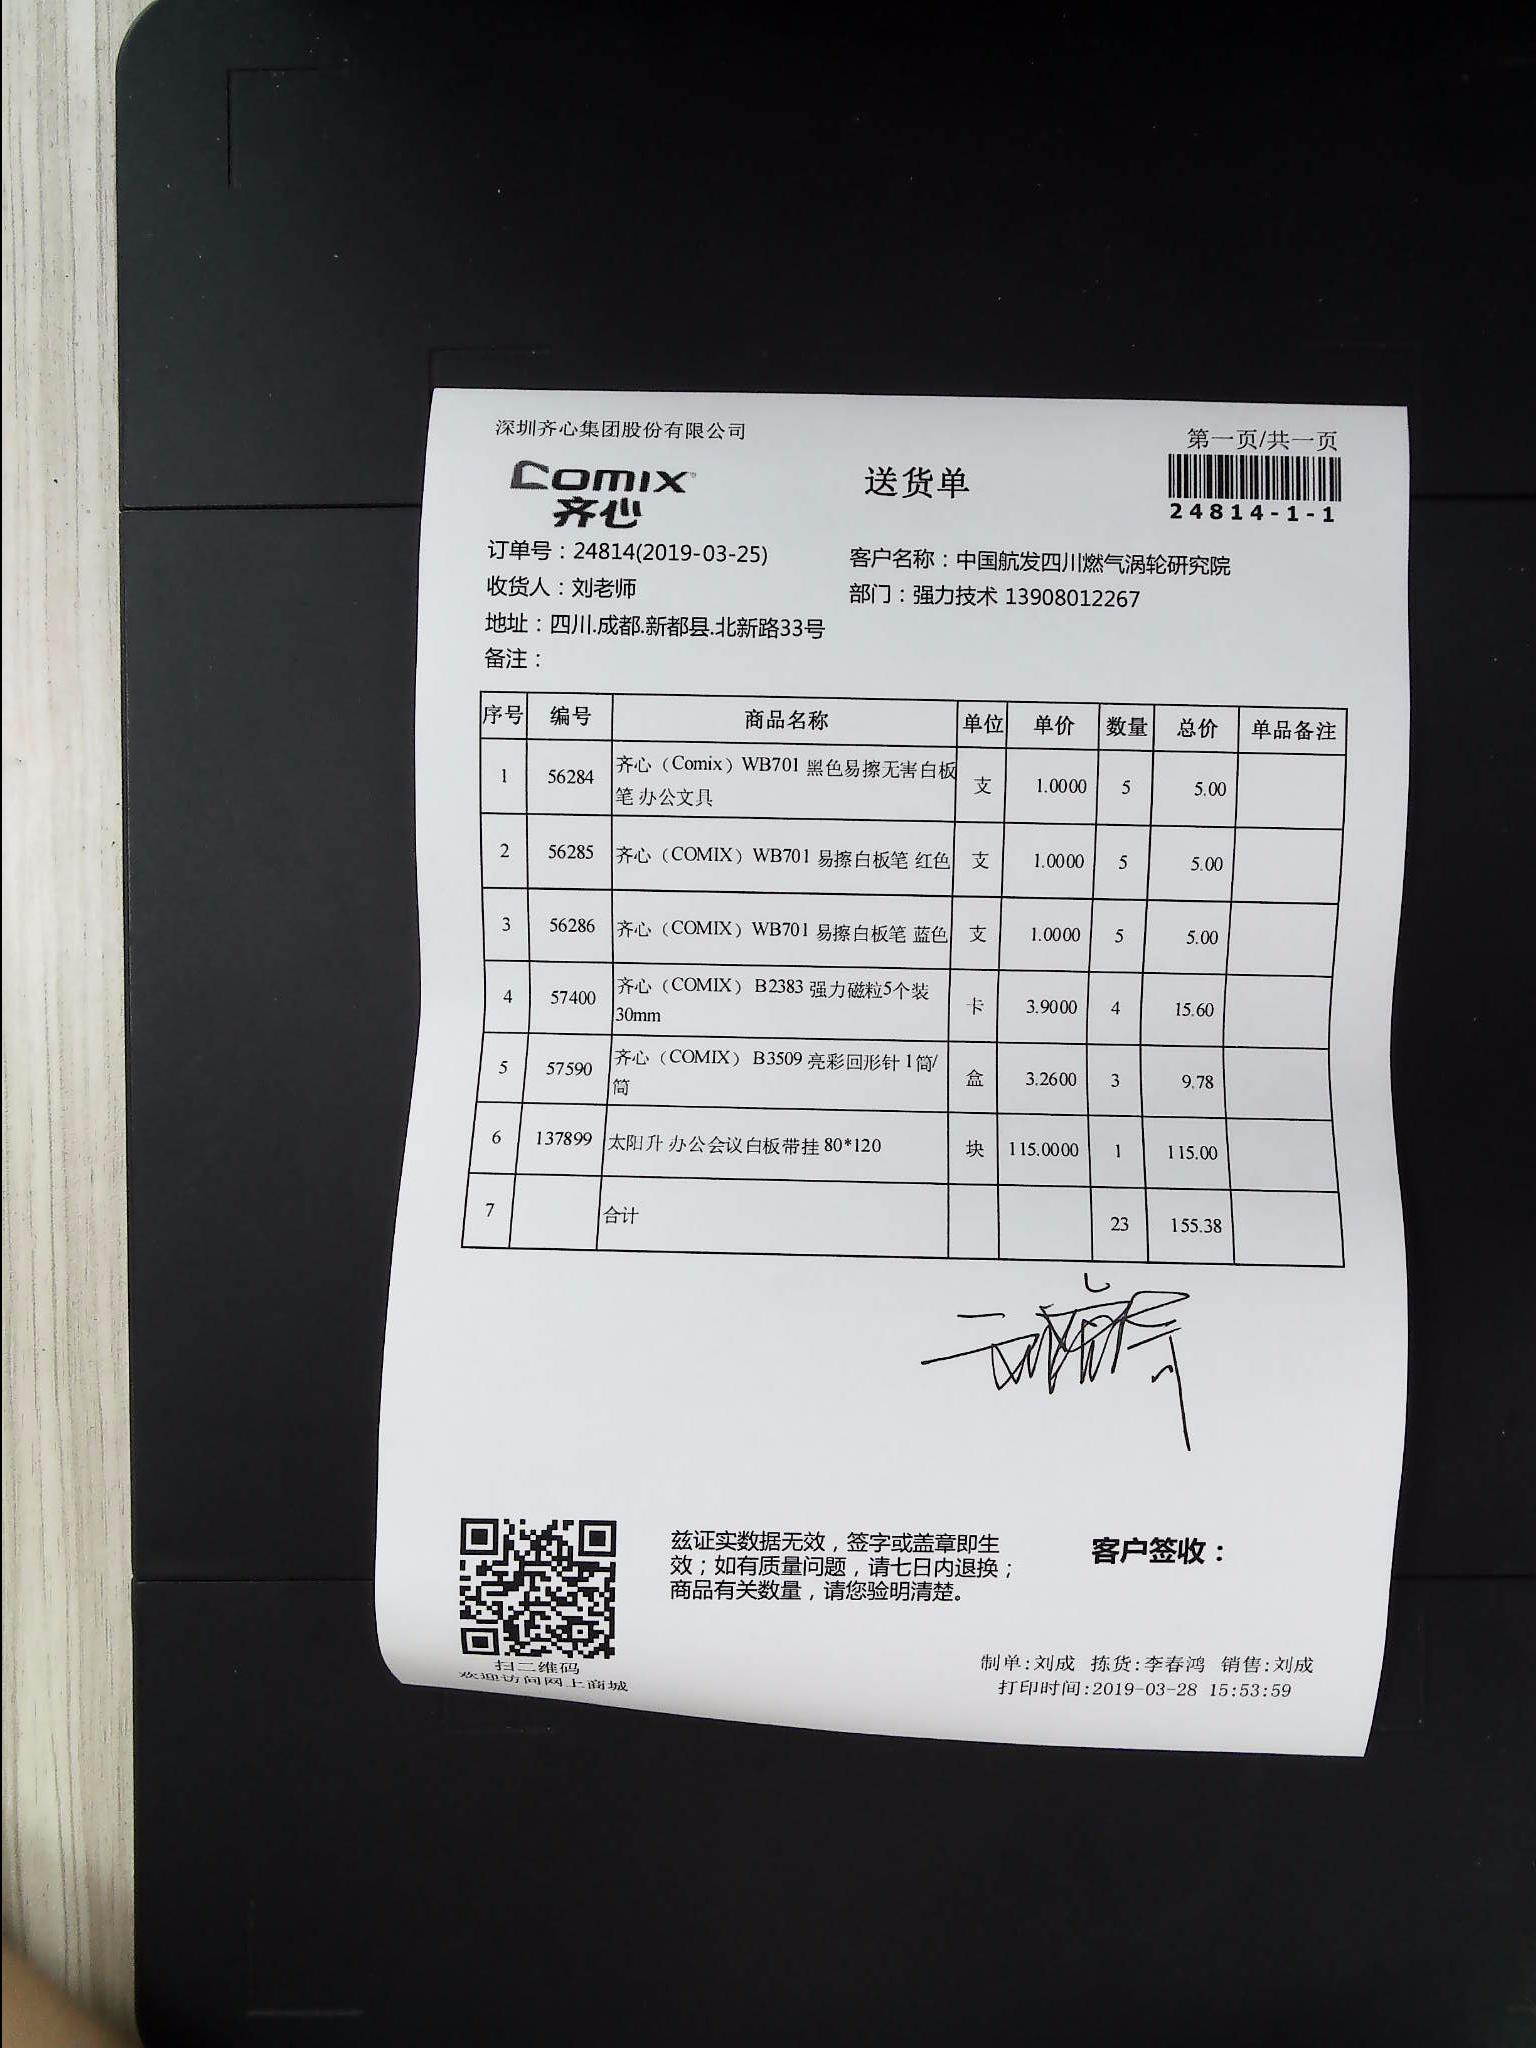 深圳齐心集团股份有限公司
第一页/共一页
COMIX
齐心
送货单
24814-1-1
订单号：24814(2019-03-25) 客户名称：中国航发四川燃气涡轮研究院
收货人：刘老师 部门：强力技术 13908012267
地址：四川.成都.新都县.北新路33号
备注：
序号 编号 商品名称 单位 单价 数量 总价 单品备注
1 56284 齐心（Comix）WB701 黑色易擦无害白板 支 1.0000 5 5.00
笔 办公文具
2 56285 齐心（COMIX）WB701 易擦白板笔 红色 支 1.0000 5 5.00
3 56286 齐心（COMIX）WB701 易擦白板笔 蓝色 支 1.0000 5 5.00
4 57400 齐心（COMIX） B2383 强力磁粒5个装 卡 3.9000 4 15.60
30mm
5 57590 齐心（COMIX） B3509 亮彩回形针 1筒/ 盒 3.2600 3 9.78
筒
6 137899 太阳升 办公会议白板带挂 80*120 块 115.0000 1 115.00
7 合计 23 155.38
兹证实数据无效，签字或盖章即生
效；如有质量问题，请七日内退换；
商品有关数量，请您验明清楚。
客户签收：
扫二维码
欢迎访问网上商城
制单:刘成 拣货:李春鸿 销售:刘成
打印时间:2019-03-28 15:53:59